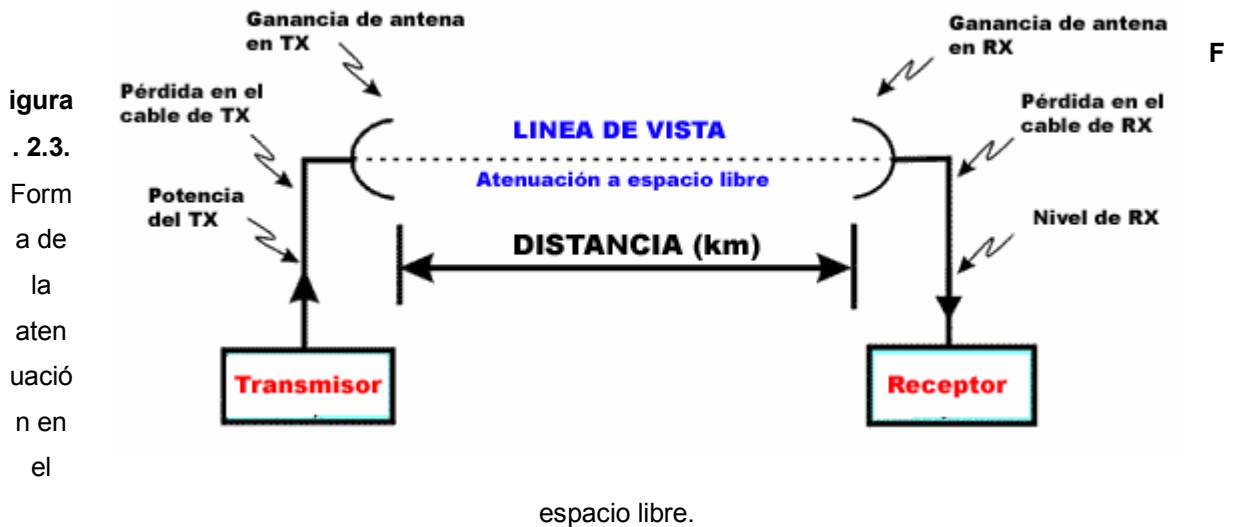 Ganancia de antena
en TX
Ganancia de antena
en RX
F
igura
. 2.3.
Form
a de
la
aten
uació
n en
el
espacio libre.
Pérdida en el
cable de TX
Pérdida en el
cable de RX
LINEA DE VISTA
Atenuación a espacio libre
Potencia
del TX
Nivel de RX
DISTANCIA (km)
Transmisor
Receptor